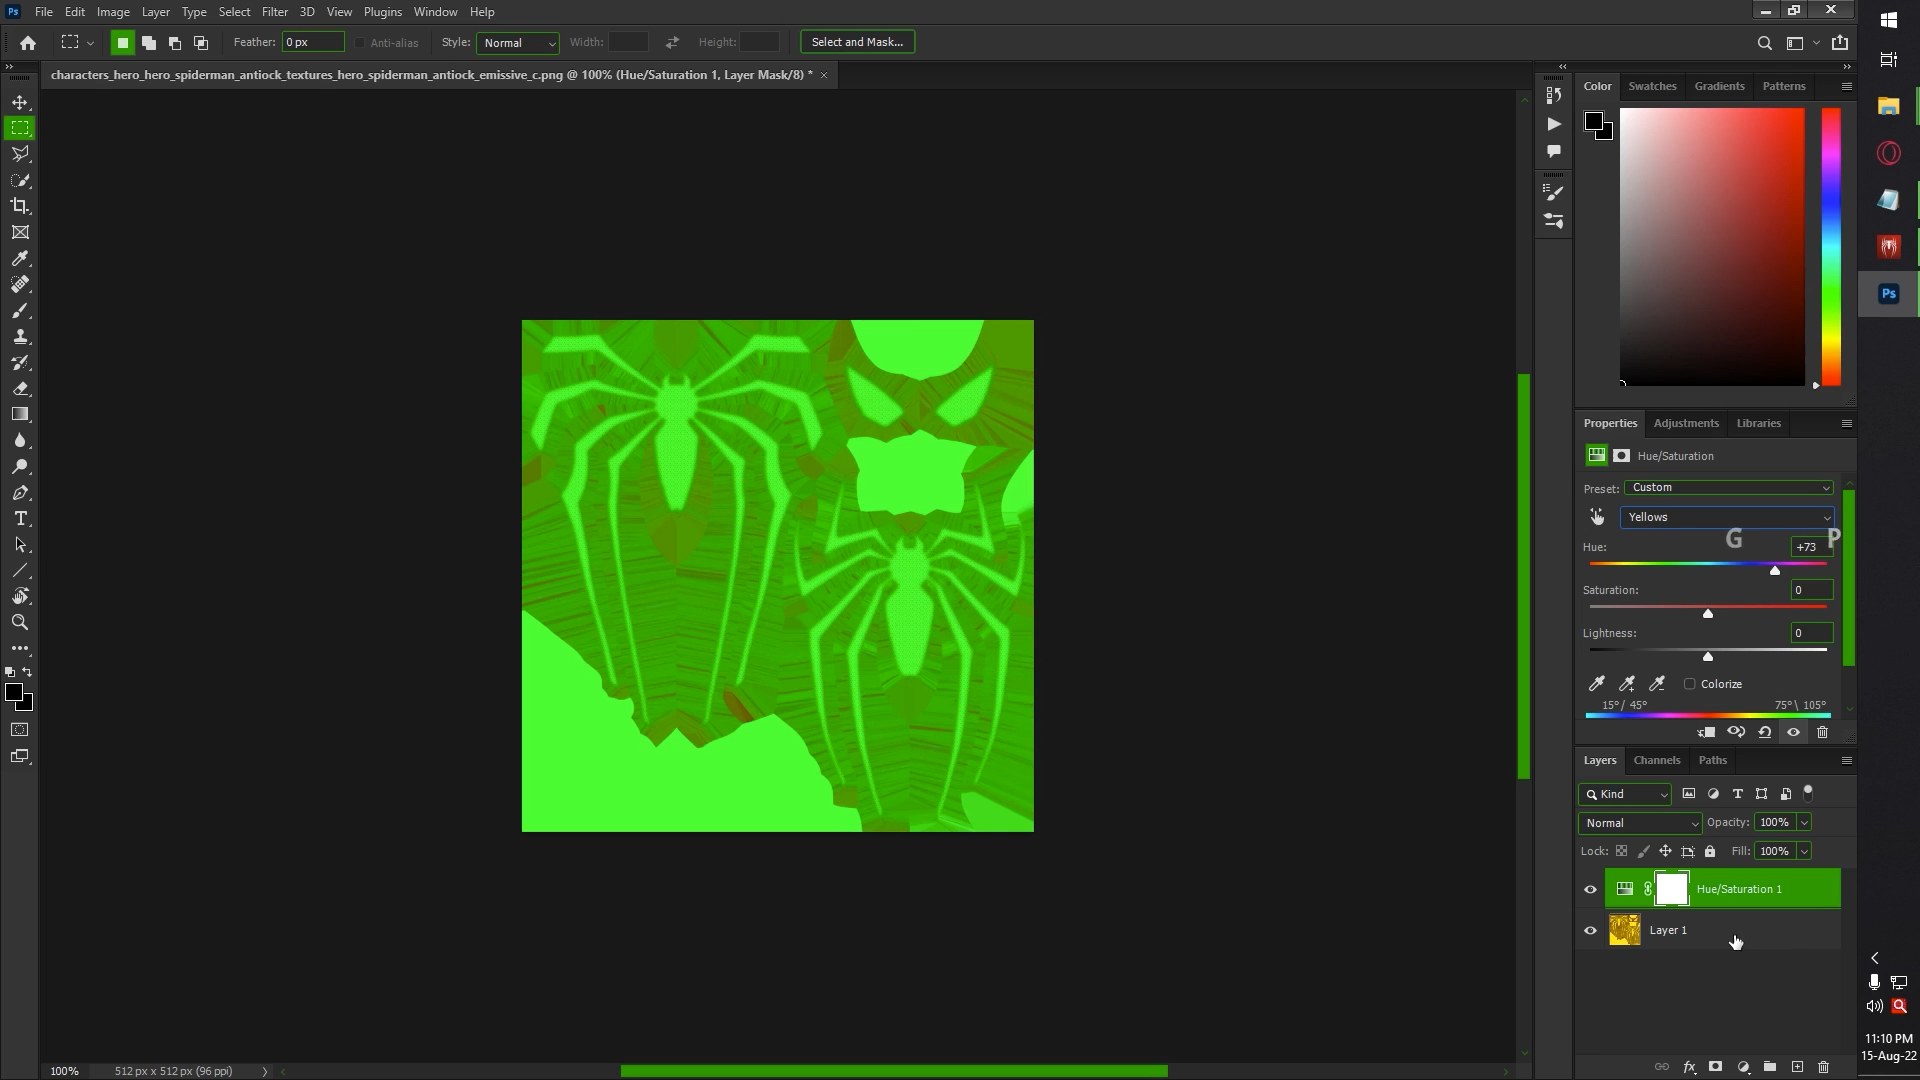 Ps File Edit Image Layer Type Select Filter 3D View Plugins Window Help
Feather: 0 px Anti-alias Style: Normal Width: Height: Select and Mask...
characters_hero_hero_spiderman_antiock_textures_hero_spiderman_antiock_emissive_c.png @ 100% (Hue/Saturation 1, Layer Mask/8) *
Color Swatches Gradients Patterns
Ps
Properties Adjustments Libraries
Hue/Saturation
Preset: Custom
Yellows
G P
Hue: +73
Saturation: 0
Lightness: 0
Colorize
15°/ 45° 75°\ 105°
Layers Channels Paths
Kind
Normal Opacity: 100%
Lock: Fill: 100%
Hue/Saturation 1
Layer 1
11:10 PM
15-Aug-22
100% 512 px x 512 px (96 ppi)